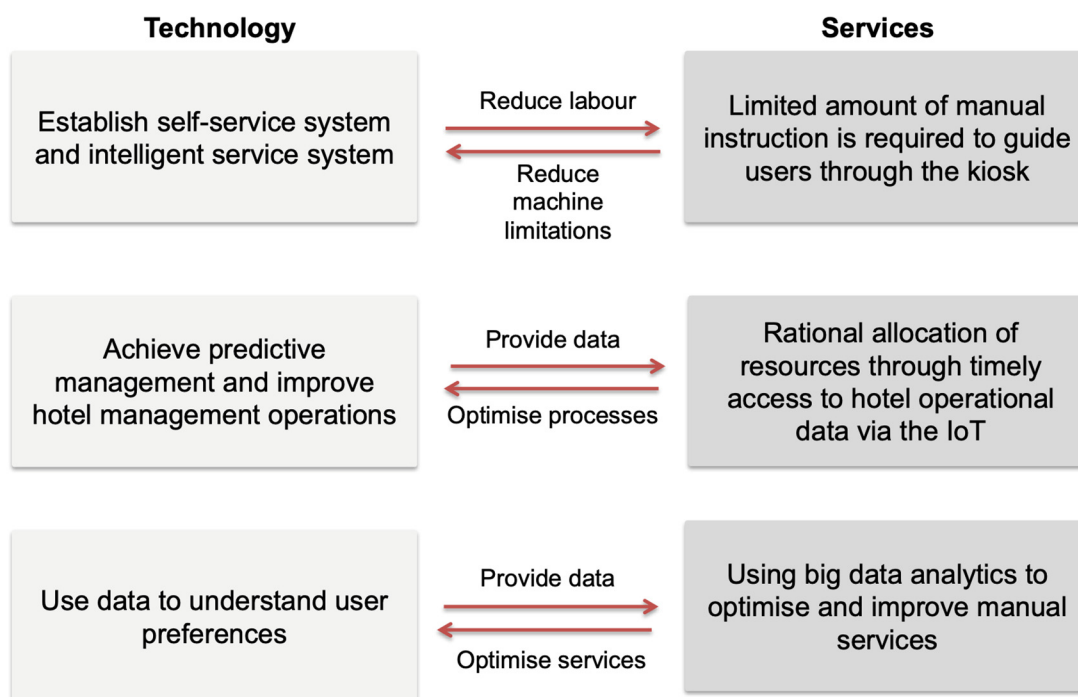 Technology
Services
Establish self-service system
and intelligent service system
Reduce labour
Reduce
machine
limitations
Limited amount of manual
instruction is required to guide
users through the kiosk
Achieve predictive
management and improve
hotel management operations
Provide data
Optimise processes
Rational allocation of
resources through timely
access to hotel operational
data via the IoT
Use data to understand user
preferences
Provide data
Optimise services
Using big data analytics to
optimise and improve manual
services